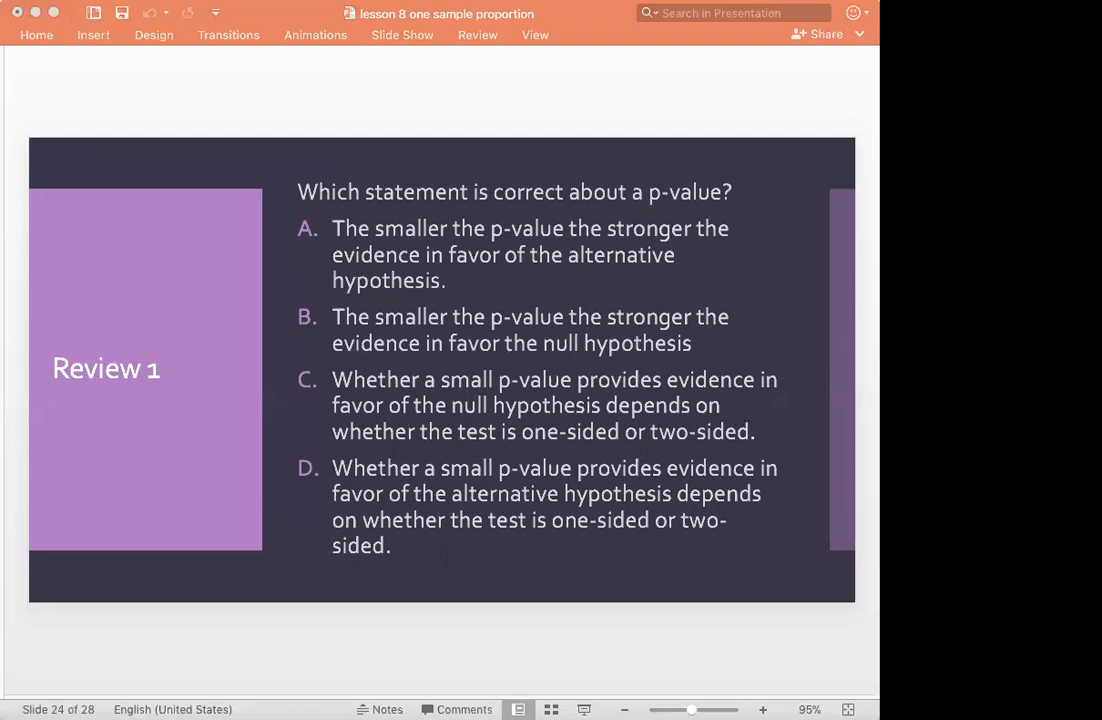 lesson 8 one sample proportion
Search in Presentation
Home Insert Design Transitions Animations Slide Show Review View
Share
Which statement is correct about a p-value?
A. The smaller the p-value the stronger the
evidence in favor of the alternative
hypothesis.
B. The smaller the p-value the stronger the
evidence in favor the null hypothesis
Review 1
C. Whether a small p-value provides evidence in
favor of the null hypothesis depends on
whether the test is one-sided or two-sided.
D. Whether a small p-value provides evidence in
favor of the alternative hypothesis depends
on whether the test is one-sided or two-
sided.
Slide 24 of 28 English (United States) Notes Comments 95%